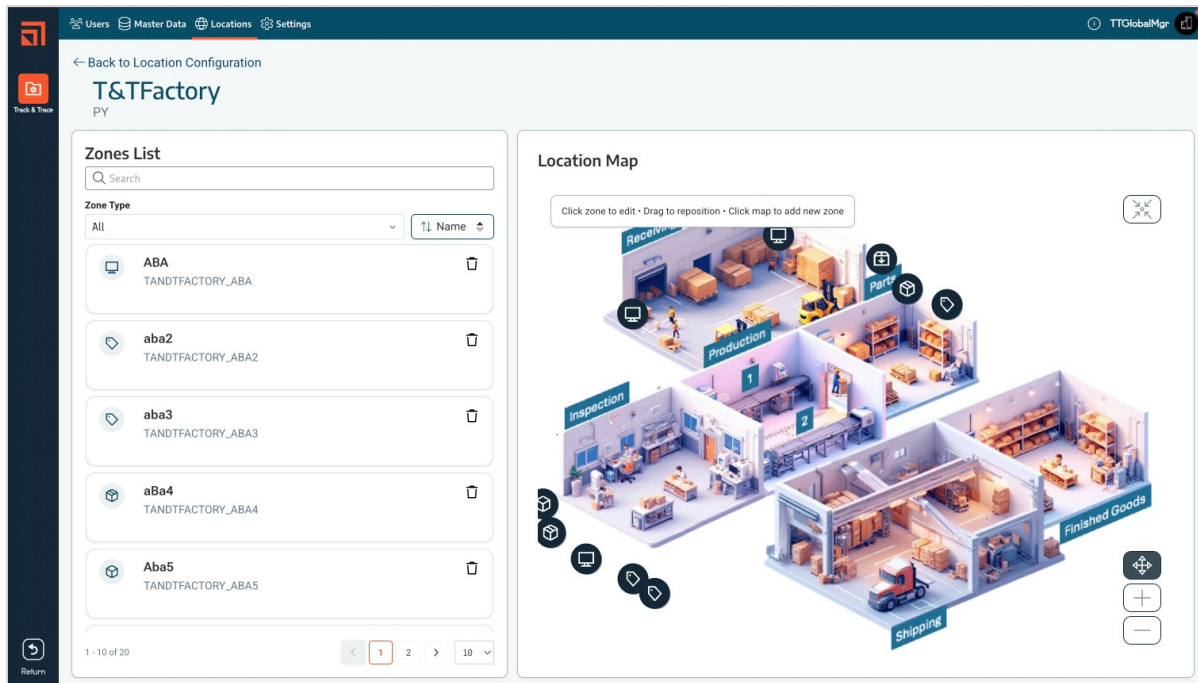 Users Master Data Locations Settings
TTGlobalMgr
Track & Trace
Return
← Back to Location Configuration
T&TFactory
PY
Zones List
Search
Zone Type
All
Name
ABA
TANDTFACTORY_ABA
aba2
TANDTFACTORY_ABA2
aba3
TANDTFACTORY_ABA3
aBa4
TANDTFACTORY_ABA4
Aba5
TANDTFACTORY_ABA5
1 - 10 of 20
< 1 2 > 10
Location Map
Click zone to edit • Drag to reposition • Click map to add new zone
Parts
Production
1
2
Inspection
Finished Goods
Shipping